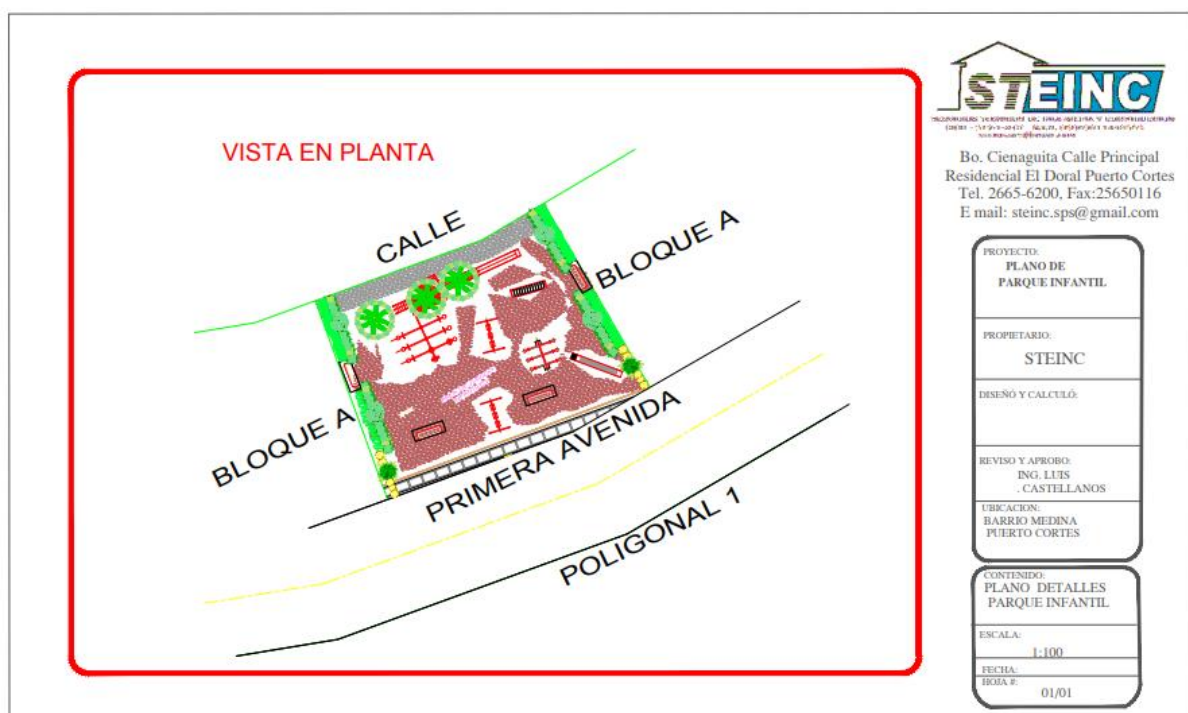 VISTA EN PLANTA
CALLE
BLOQUE A
BLOQUE A
PRIMERA AVENIDA
POLIGONAL 1
STEINC
Bo. Cienaguita Calle Principal
Residencial El Doral Puerto Cortes
Tel. 2665-6200, Fax:25650116
E mail: steinc.sps@gmail.com
PROYECTO:
PLANO DE
PARQUE INFANTIL
PROPIETARIO:
STEINC
DISEÑO Y CALCULÓ:
REVISO Y APROBO:
ING. LUIS
. CASTELLANOS
UBICACION:
BARRIO MEDINA
PUERTO CORTES
CONTENIDO:
PLANO DETALLES
PARQUE INFANTIL
ESCALA:
1:100
FECHA:
HOJA #:
01/01